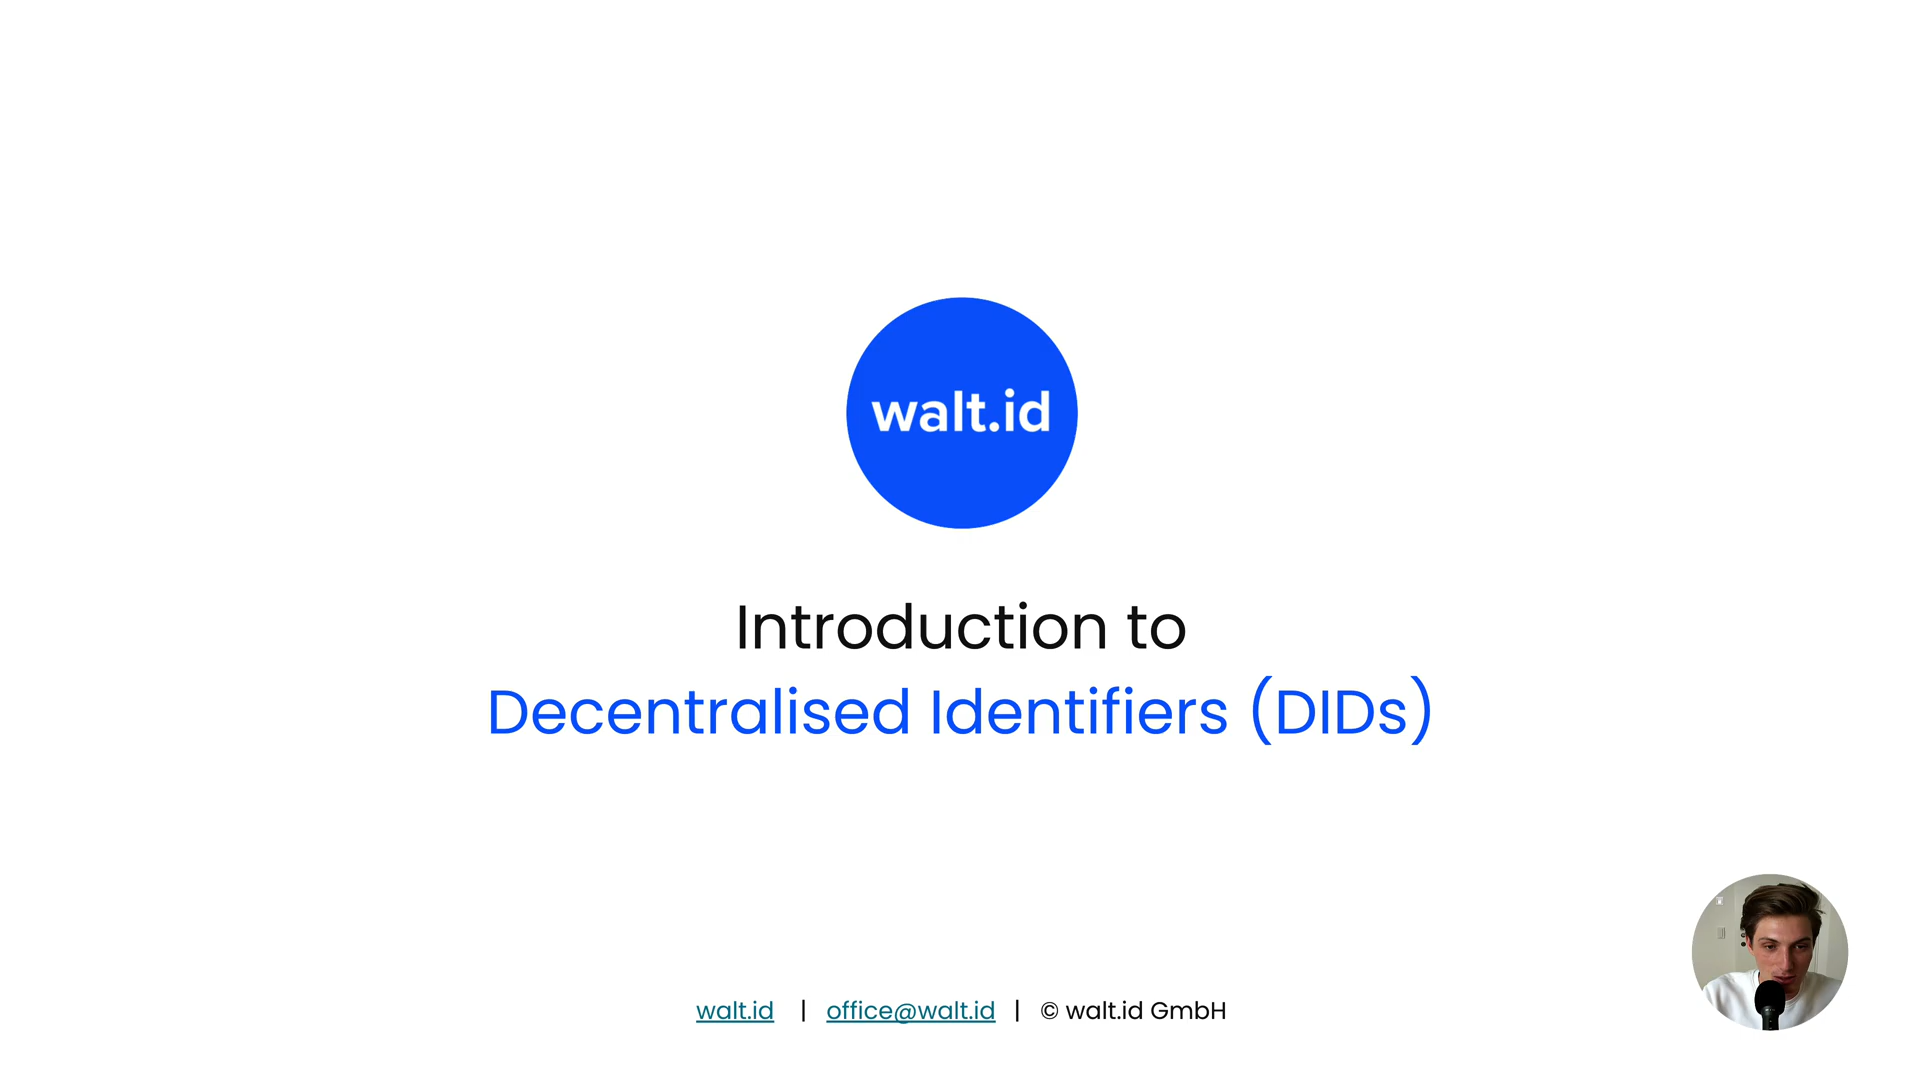 walt.id
Introduction to
Decentralised Identifiers (DIDs)
walt.id | office@walt.id | © walt.id GmbH